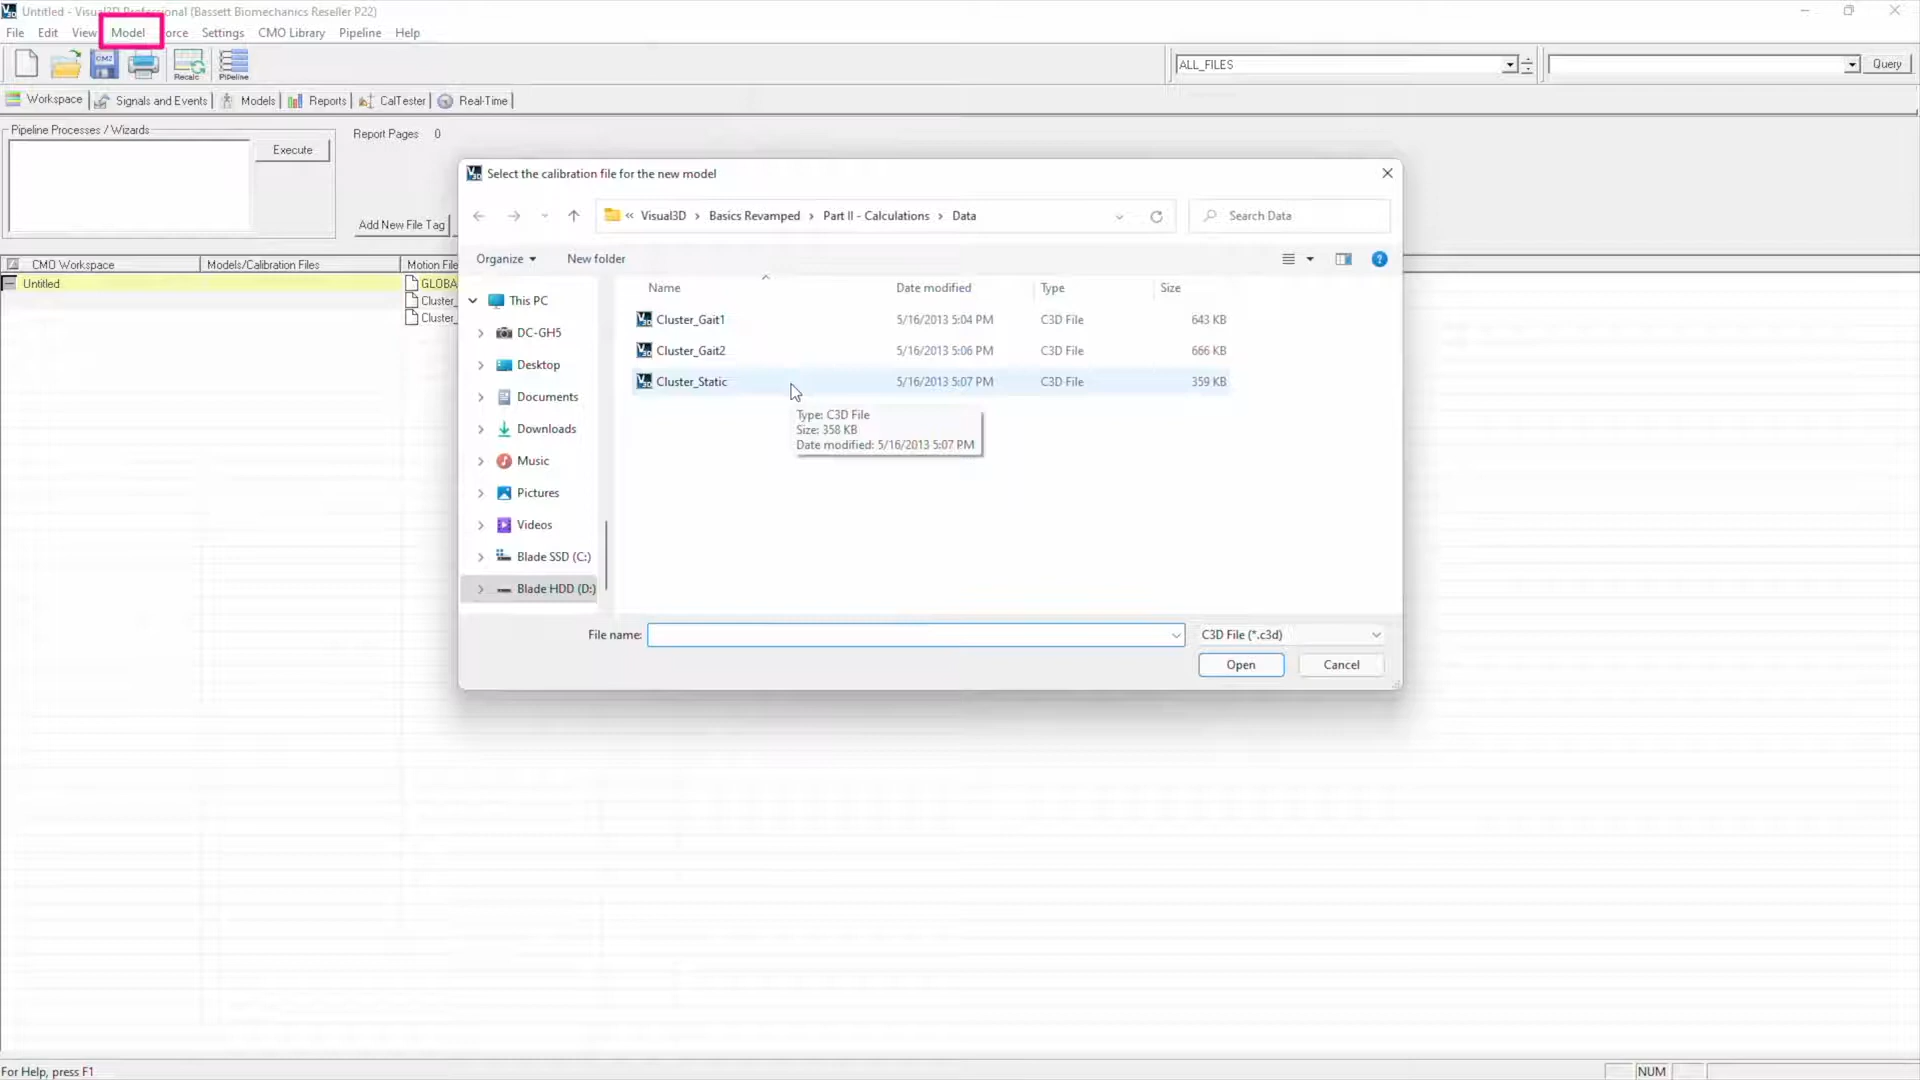 Untitled - Visual3D Professional (Bassett Biomechanics Reseller P22)
File Edit View Model orce Settings CMO Library Pipeline Help
CMZ Recalc Pipeline ALL_FILES Query
Workspace Signals and Events Models Reports CalTester Real-Time
Pipeline Processes / Wizards
Report Pages 0
Execute
Add New File Tag
CMO Workspace Models/Calibration Files Motion File
Untitled GLOBA
Cluster_
Cluster_
Select the calibration file for the new model
« Visual3D › Basics Revamped › Part II - Calculations › Data
Search Data
Organize New folder
Name Date modified Type Size
Cluster_Gait1 5/16/2013 5:04 PM C3D File 643 KB
Cluster_Gait2 5/16/2013 5:06 PM C3D File 666 KB
Cluster_Static 5/16/2013 5:07 PM C3D File 359 KB
Type: C3D File
Size: 358 KB
Date modified: 5/16/2013 5:07 PM
This PC
DC-GH5
Desktop
Documents
Downloads
Music
Pictures
Videos
Blade SSD (C:)
Blade HDD (D:)
File name: C3D File (*.c3d)
Open Cancel
For Help, press F1 NUM